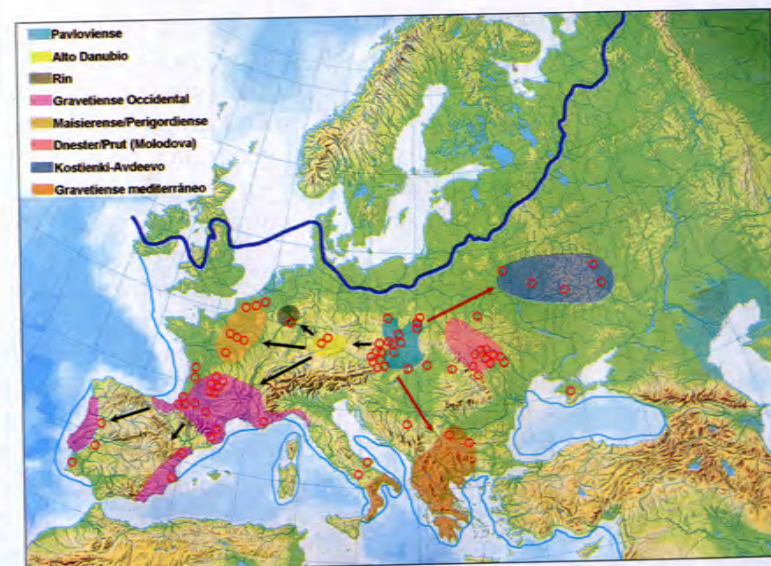 Pavloviense
Alto Danubio
Rin
Gravetiense Occidental
Maisierense/Perigordiense
Dnester/Prut (Molodova)
Kostienki-Avdeevo
Gravetiense mediterráneo